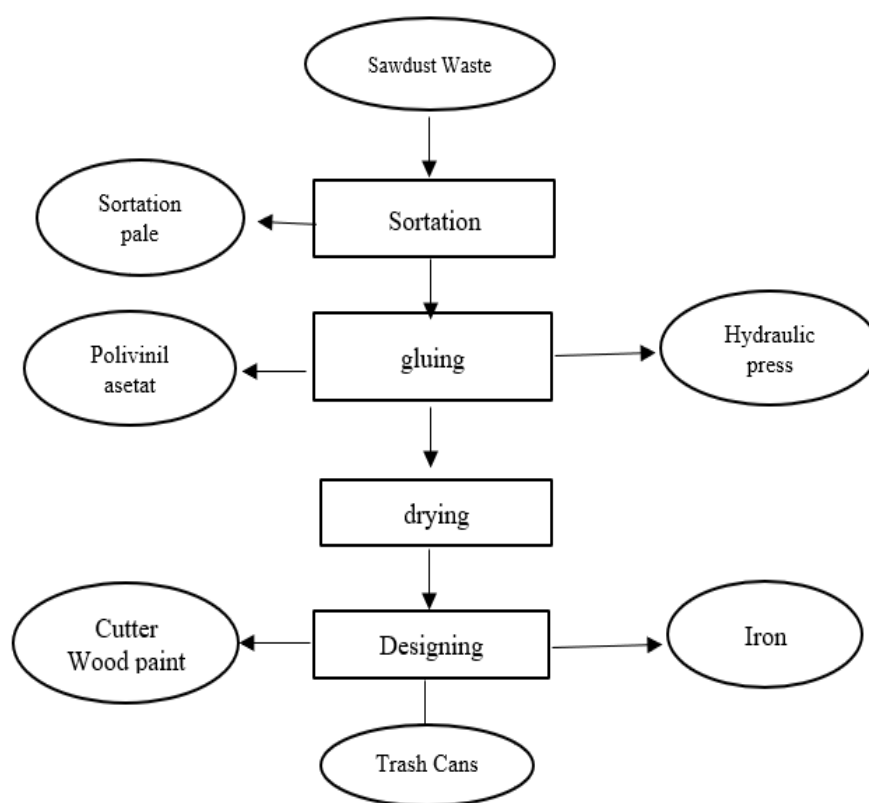 Sawdust Waste
Sortation
pale
Sortation
Polivinil
asetat
gluing
Hydraulic
press
drying
Cutter
Wood paint
Designing
Iron
Trash Cans